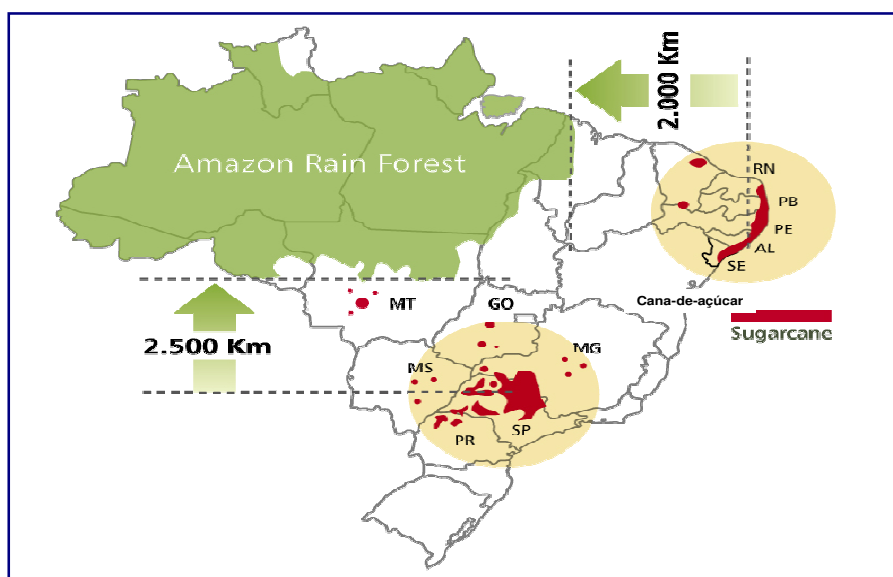 2.000 Km
Amazon Rain Forest
RN
PB
PE
AL
SE
Cana-de-açúcar
Sugarcane
MT
GO
2.500 Km
MS
MG
SP
PR